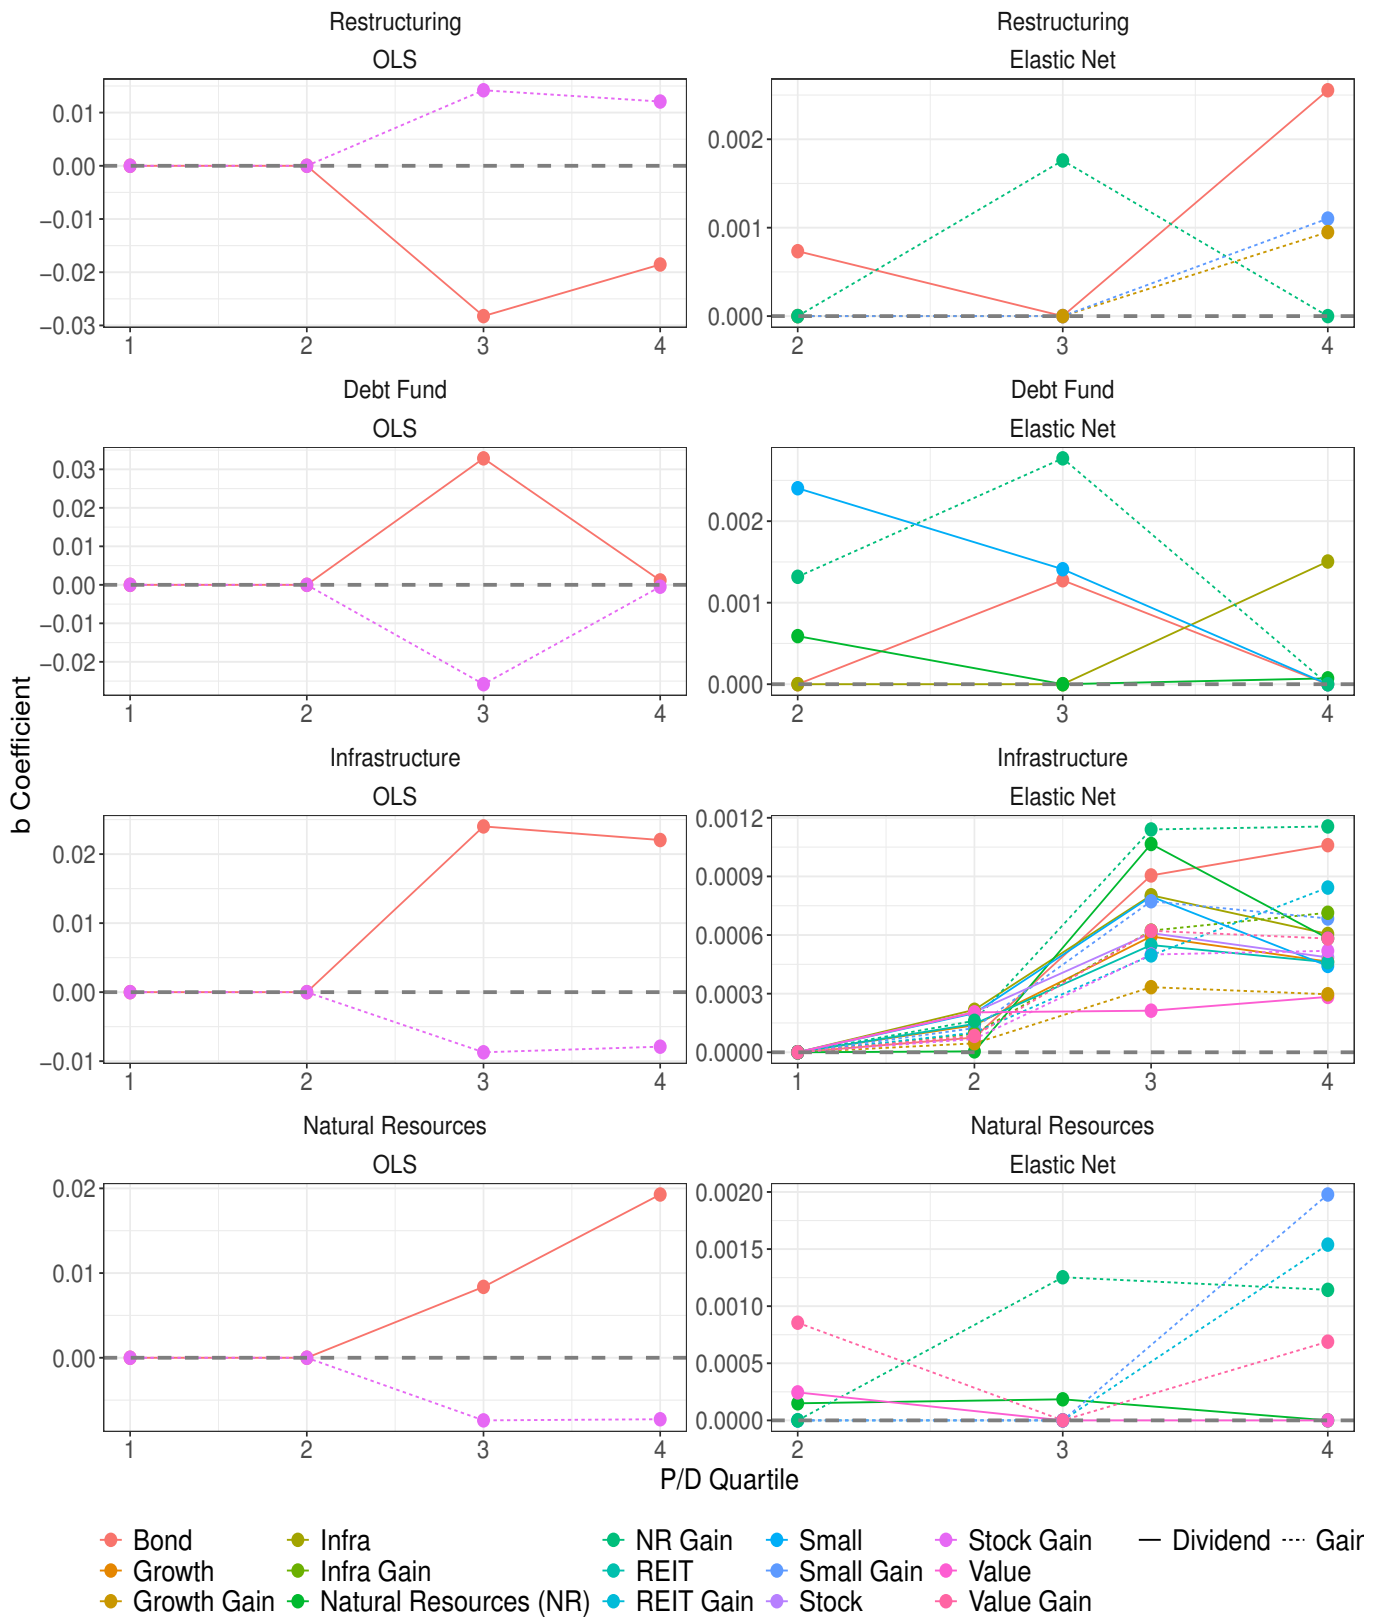 Restructuring Restructuring
OLS Elastic Net
0.01
0.00
−0.01
−0.02
−0.03
1 2 3 4
0.002
0.001
0.000
2 3 4
Debt Fund Debt Fund
OLS Elastic Net
0.03
0.02
0.01
0.00
−0.01
−0.02
1 2 3 4
0.002
0.001
0.000
2 3 4
b Coefficient
Infrastructure Infrastructure
OLS Elastic Net
0.02
0.01
0.00
−0.01
1 2 3 4
0.0012
0.0009
0.0006
0.0003
0.0000
1 2 3 4
Natural Resources Natural Resources
OLS Elastic Net
0.02
0.01
0.00
1 2 3 4
0.0020
0.0015
0.0010
0.0005
0.0000
2 3 4
P/D Quartile
Bond Infra NR Gain Small Stock Gain Dividend Gain
Growth Infra Gain REIT Small Gain Value
Growth Gain Natural Resources (NR) REIT Gain Stock Value Gain